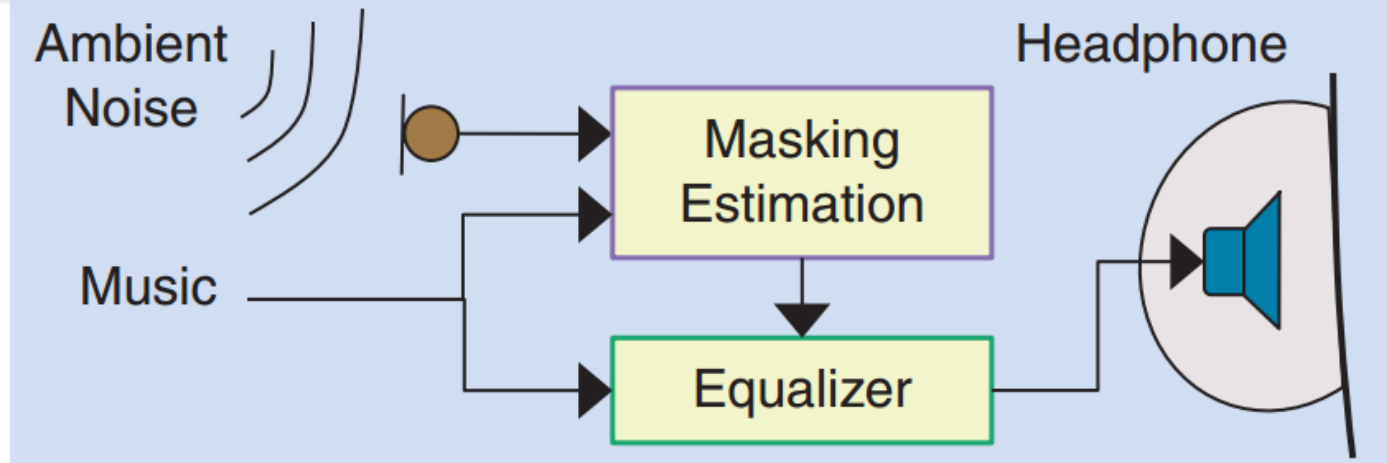 Ambient
Noise
Headphone
Masking
Estimation
Music
Equalizer